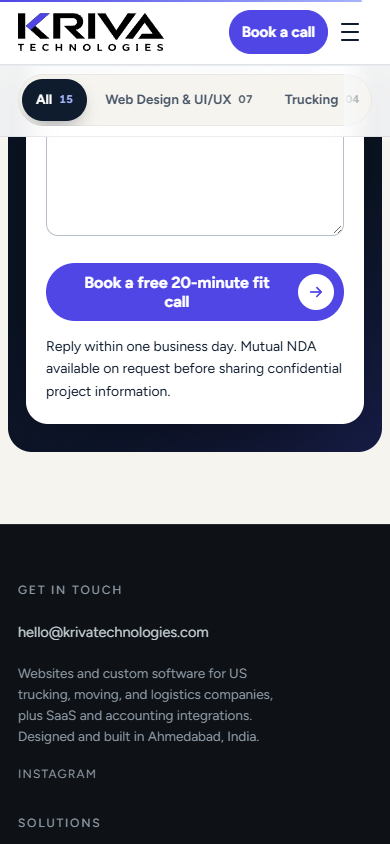 KRIVA
TECHNOLOGIES
Book a call
All 15
Web Design & UI/UX 07
Trucking 04
Book a free 20-minute fit
call
Reply within one business day. Mutual NDA
available on request before sharing confidential
project information.
GET IN TOUCH
hello@krivatechnologies.com
Websites and custom software for US
trucking, moving, and logistics companies,
plus SaaS and accounting integrations.
Designed and built in Ahmedabad, India.
INSTAGRAM
SOLUTIONS